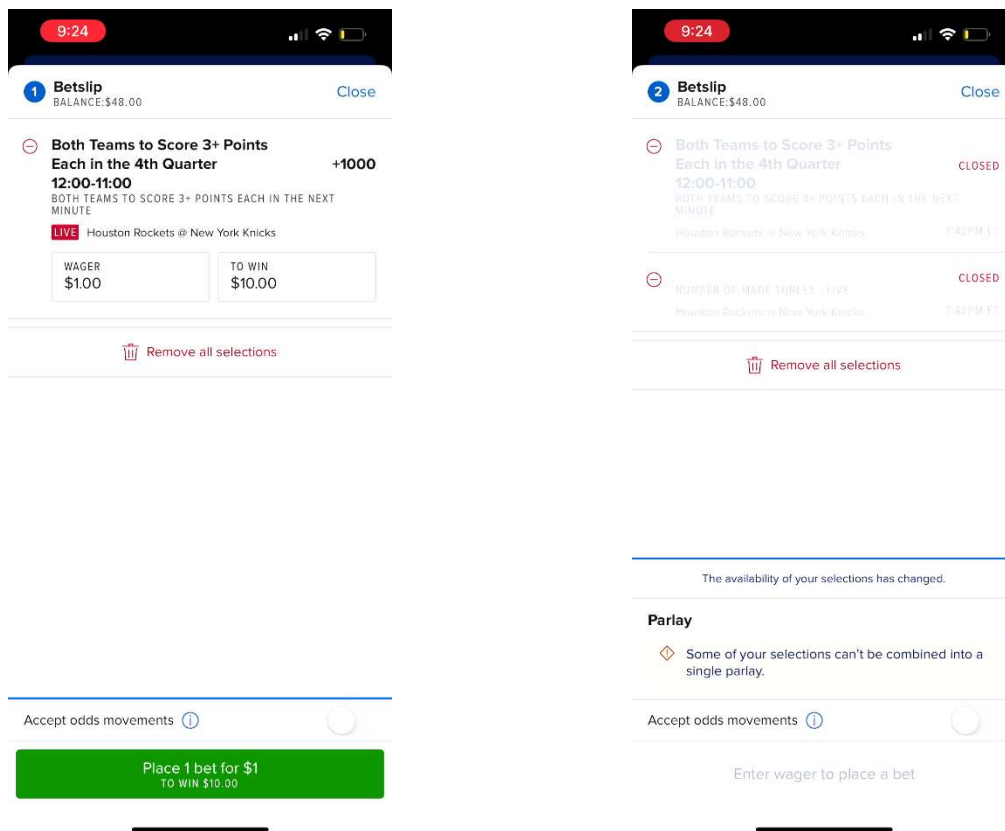 9:24
1
Betslip
BALANCE:$48.00
Close
Both Teams to Score 3+ Points
Each in the 4th Quarter
12:00-11:00
+1000
BOTH TEAMS TO SCORE 3+ POINTS EACH IN THE NEXT
MINUTE
LIVE Houston Rockets @ New York Knicks
WAGER
$1.00
TO WIN
$10.00
Remove all selections
Accept odds movements
Place 1 bet for $1
TO WIN $10.00
9:24
2
Betslip
BALANCE:$48.00
Close
Both Teams to Score 3+ Points
Each in the 4th Quarter
12:00-11:00
CLOSED
BOTH TEAMS TO SCORE 3+ POINTS EACH IN THE NEXT
MINUTE
Houston Rockets @ New York Knicks 7:42PM ET
CLOSED
NUMBER OF MADE THREES - LIVE
Houston Rockets @ New York Knicks 7:42PM ET
Remove all selections
The availability of your selections has changed.
Parlay
Some of your selections can't be combined into a
single parlay.
Accept odds movements
Enter wager to place a bet